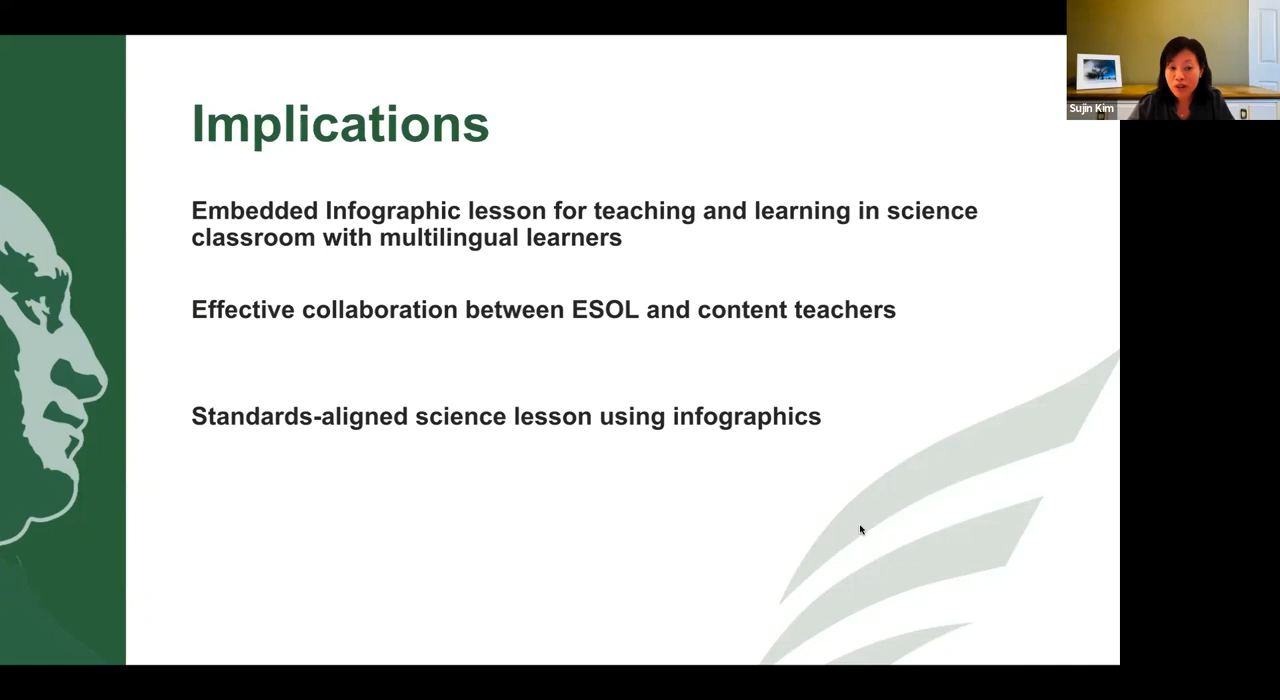 Sujin Kim
Implications
Embedded Infographic lesson for teaching and learning in science
classroom with multilingual learners
Effective collaboration between ESOL and content teachers
Standards-aligned science lesson using infographics